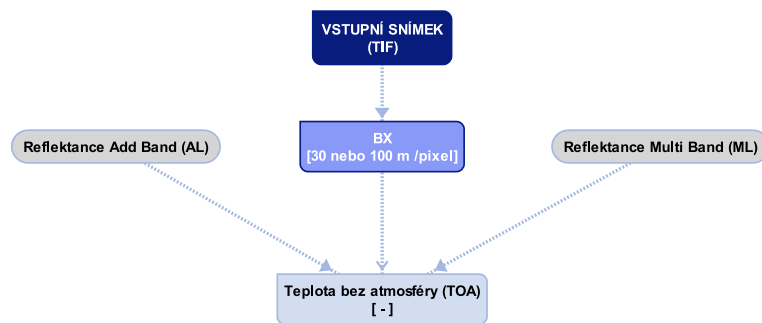 VSTUPNÍ SNÍMEK
(TIF)
Reflektance Add Band (AL)
BX
[30 nebo 100 m /pixel]
Reflektance Multi Band (ML)
Teplota bez atmosféry (TOA)
[ - ]